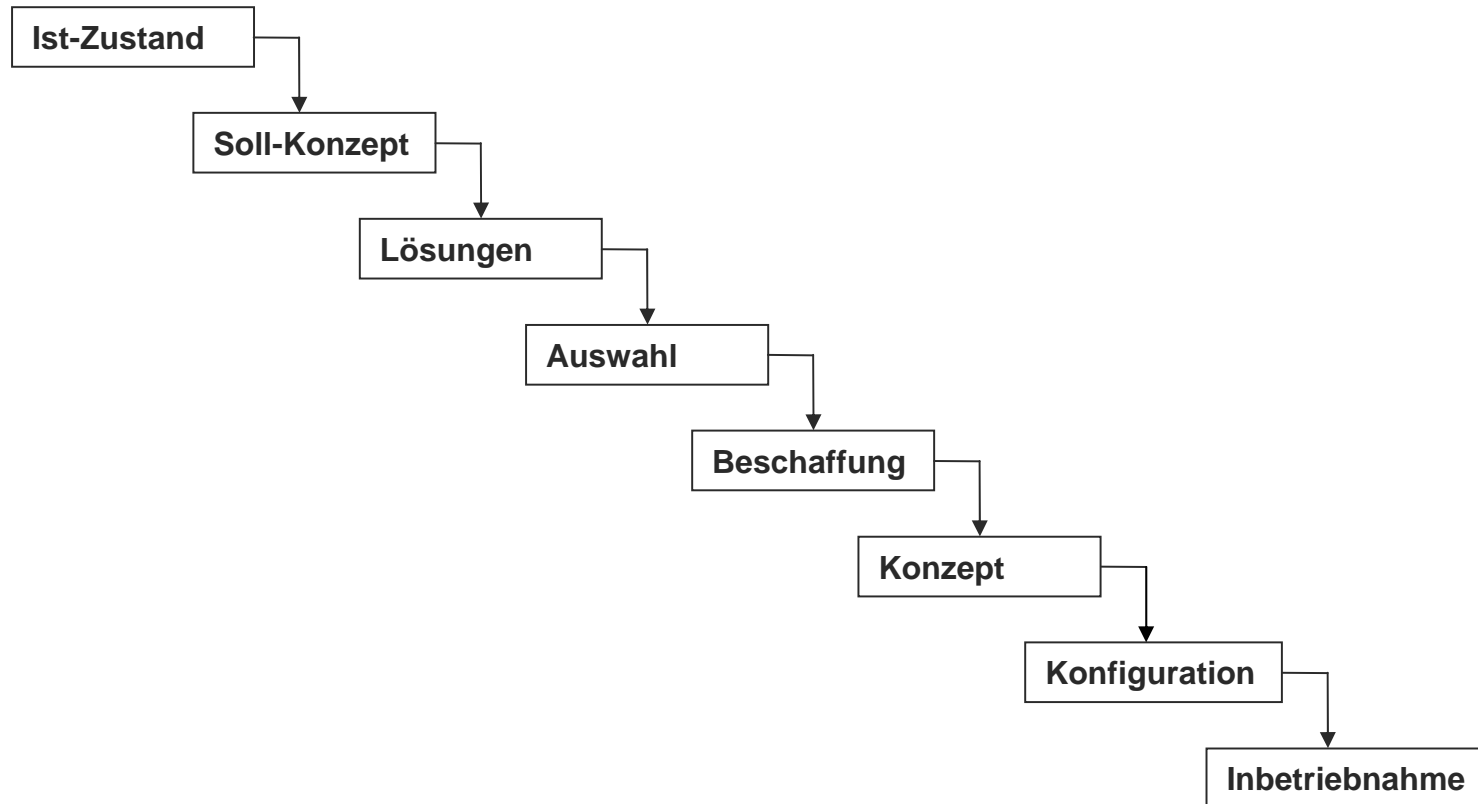 Ist-Zustand
Soll-Konzept
Lösungen
Auswahl
Beschaffung
Konzept
Konfiguration
Inbetriebnahme